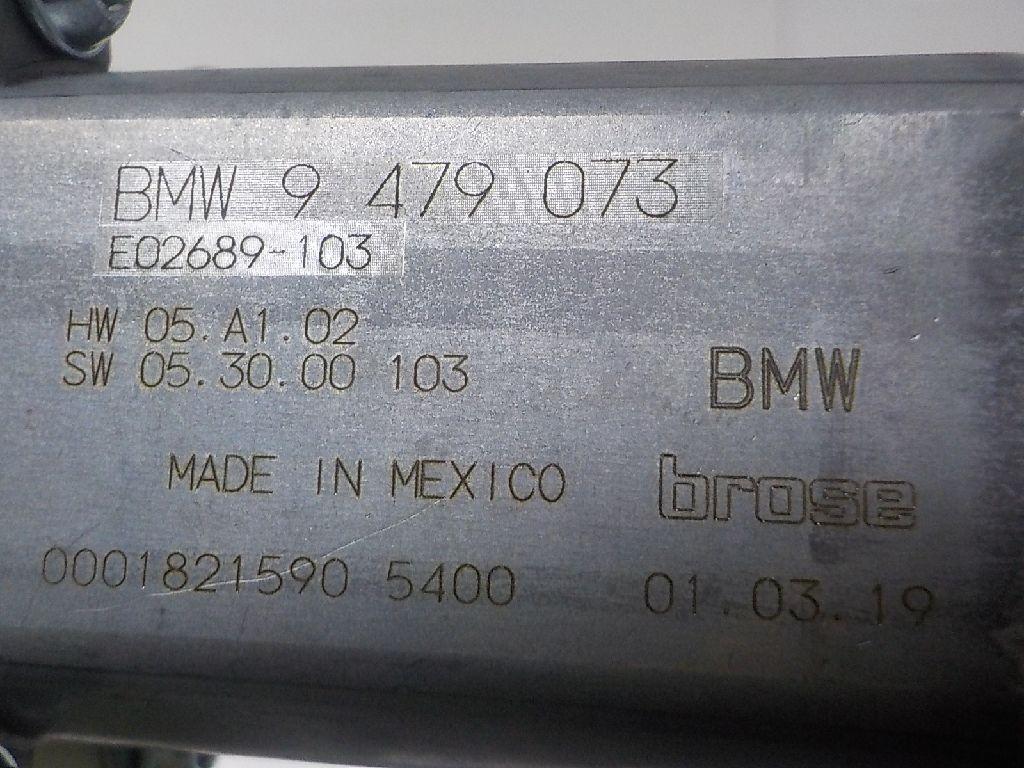 BMW 9 479 073
E02689-103
HW 05.A1.02
SW 05.30.00 103
BMW
MADE IN MEXICO
brose
0001821590 5400 01.03.19